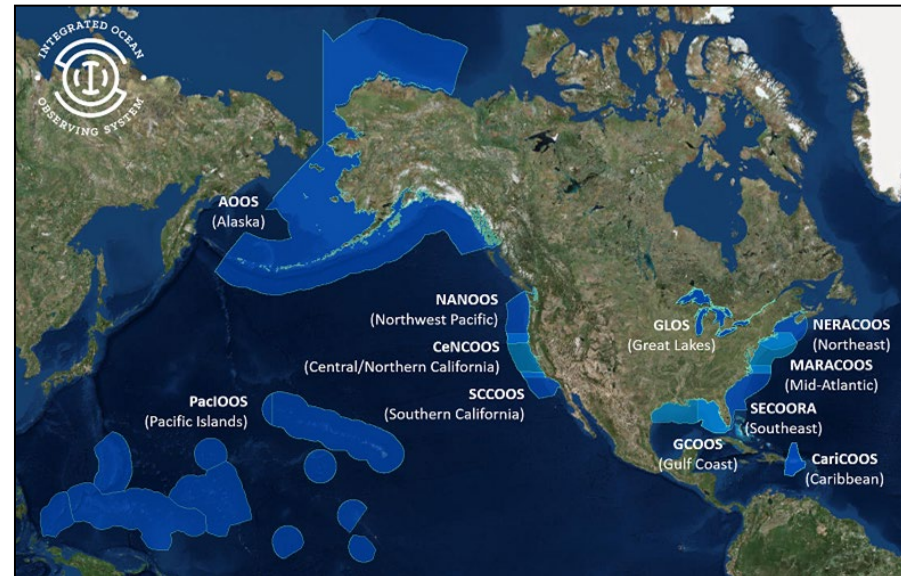 INTEGRATED OCEAN
OBSERVING SYSTEM
AOOS
(Alaska)
NANOOS
(Northwest Pacific)
CeNCOOS
(Central/Northern California)
SCCOOS
(Southern California)
PacIOOS
(Pacific Islands)
GLOS
(Great Lakes)
NERACOOS
(Northeast)
MARACOOS
(Mid-Atlantic)
SECOORA
(Southeast)
GCOOS
(Gulf Coast)
CariCOOS
(Caribbean)